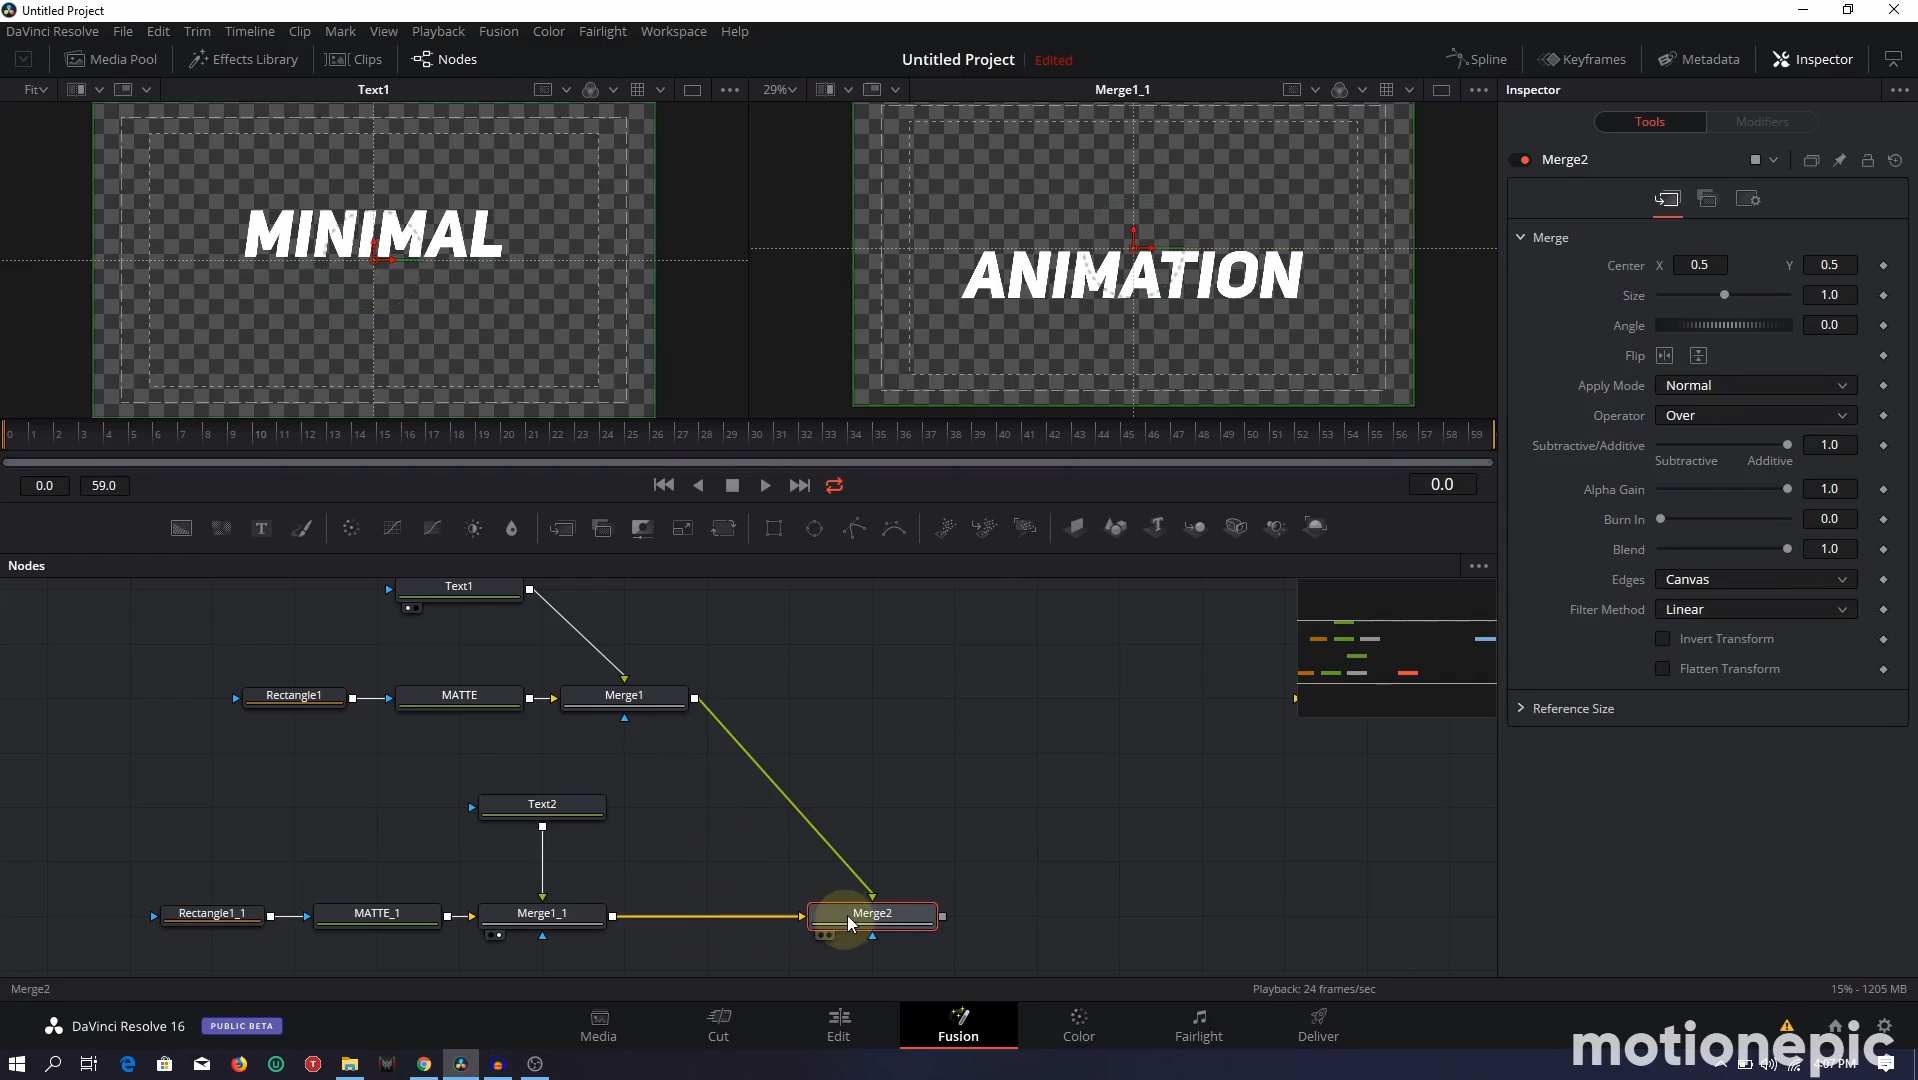 Untitled Project
DaVinci Resolve File Edit Trim Timeline Clip Mark View Playback Fusion Color Fairlight Workspace Help
Media Pool Effects Library Clips Nodes Untitled Project Edited Spline Keyframes Metadata Inspector
Fit Text1 29% Merge1_1 Inspector
Tools Modifiers
Merge2
MINIMAL
ANIMATION
Merge
Center X 0.5 Y 0.5
Size 1.0
Angle 0.0
Flip
Apply Mode Normal
Operator Over
Subtractive/Additive 1.0
Subtractive Additive
Alpha Gain 1.0
Burn In 0.0
Blend 1.0
Edges Canvas
Filter Method Linear
Invert Transform
Flatten Transform
Reference Size
0 1 2 3 4 5 6 7 8 9 10 11 12 13 14 15 16 17 18 19 20 21 22 23 24 25 26 27 28 29 30 31 32 33 34 35 36 37 38 39 40 41 42 43 44 45 46 47 48 49 50 51 52 53 54 55 56 57 58 59
0.0 59.0 0.0
Nodes
Text1
Rectangle1 MATTE Merge1
Text2
Rectangle1_1 MATTE_1 Merge1_1 Merge2
Merge2 Playback: 24 frames/sec 15% - 1205 MB
DaVinci Resolve 16 PUBLIC BETA
Media Cut Edit Fusion Color Fairlight Deliver
motionepic
4:07 PM